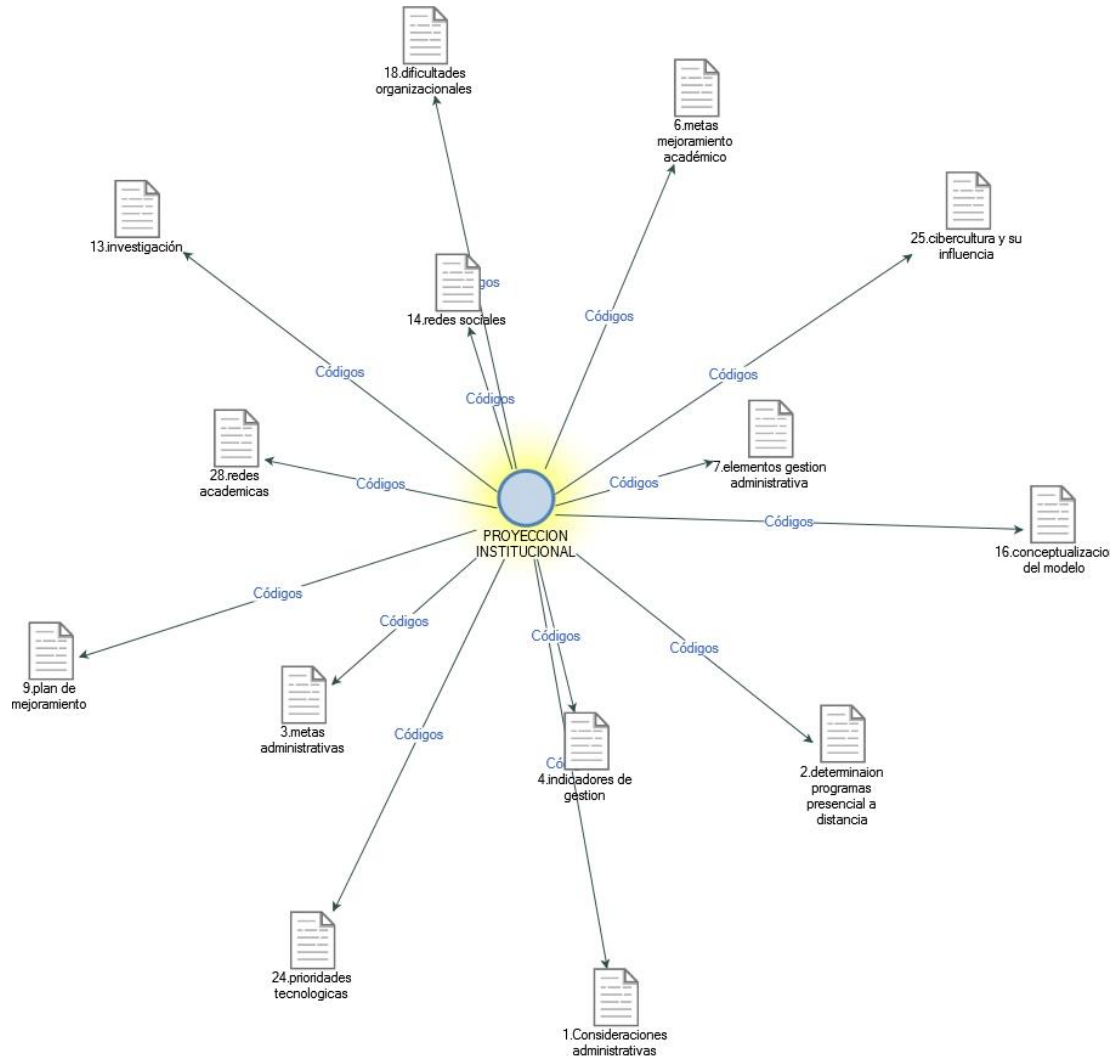 18.dificultades
organizacionales
6.metas
mejoramiento
académico
13.investigación
25.cibercultura y su
influencia
gos
14.redes sociales
Códigos
Códigos
Códigos
Códigos
28.redes
academicas
7.elementos gestion
administrativa
Códigos
Códigos
Códigos
PROYECCION
INSTITUCIONAL
16.conceptualizacio
del modelo
Códigos
Códigos
Códigos
Códigos
9.plan de
mejoramiento
3.metas
administrativas
Códigos
Có
4.indicadores de
gestion
2.determinaion
programas
presencial a
distancia
24.prioridades
tecnologicas
1.Consideraciones
administrativas